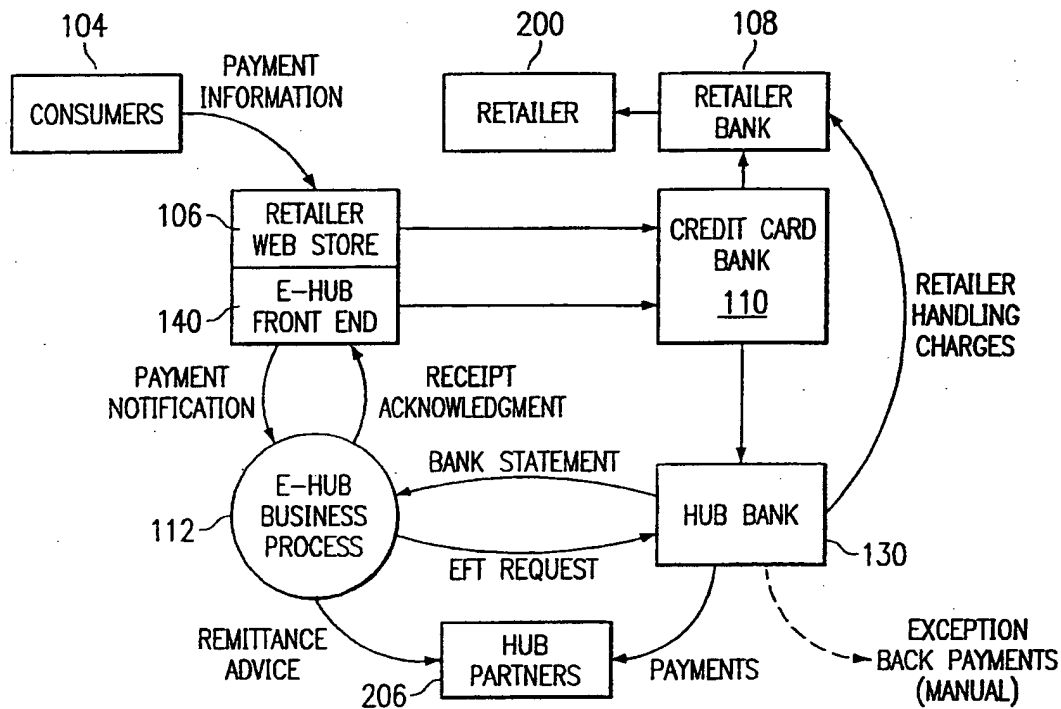 104
200
108
PAYMENT
INFORMATION
CONSUMERS
RETAILER
RETAILER
BANK
106
RETAILER
WEB STORE
CREDIT CARD
BANK
110
140
E-HUB
FRONT END
RETAILER
HANDLING
CHARGES
PAYMENT
NOTIFICATION
RECEIPT
ACKNOWLEDGMENT
BANK STATEMENT
112
E-HUB
BUSINESS
PROCESS
HUB BANK
130
EFT REQUEST
REMITTANCE
ADVICE
HUB
PARTNERS
206
PAYMENTS
EXCEPTION
BACK PAYMENTS
(MANUAL)